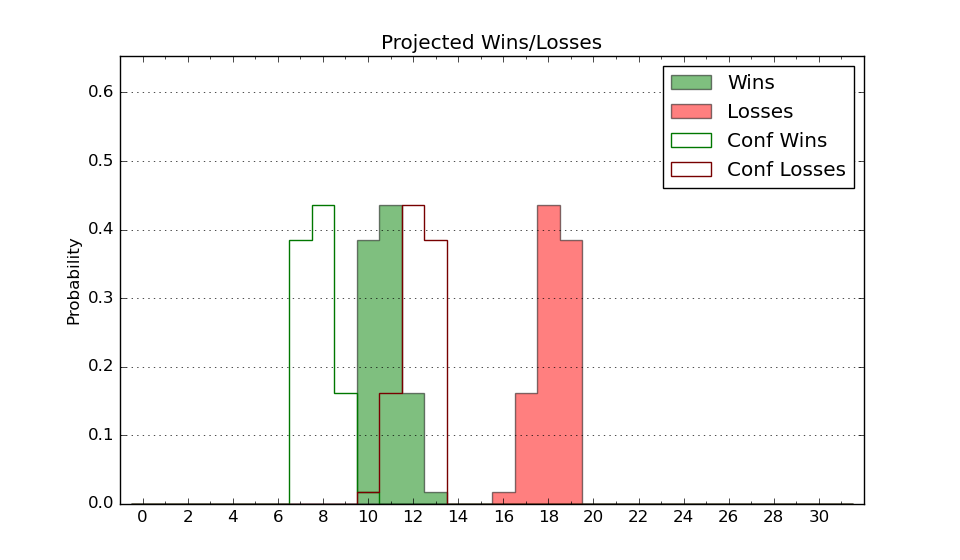 Projected Wins/Losses
Wins
Losses
Conf Wins
Conf Losses
Probability
0.6
0.5
0.4
0.3
0.2
0.1
0.0
0 2 4 6 8 10 12 14 16 18 20 22 24 26 28 30